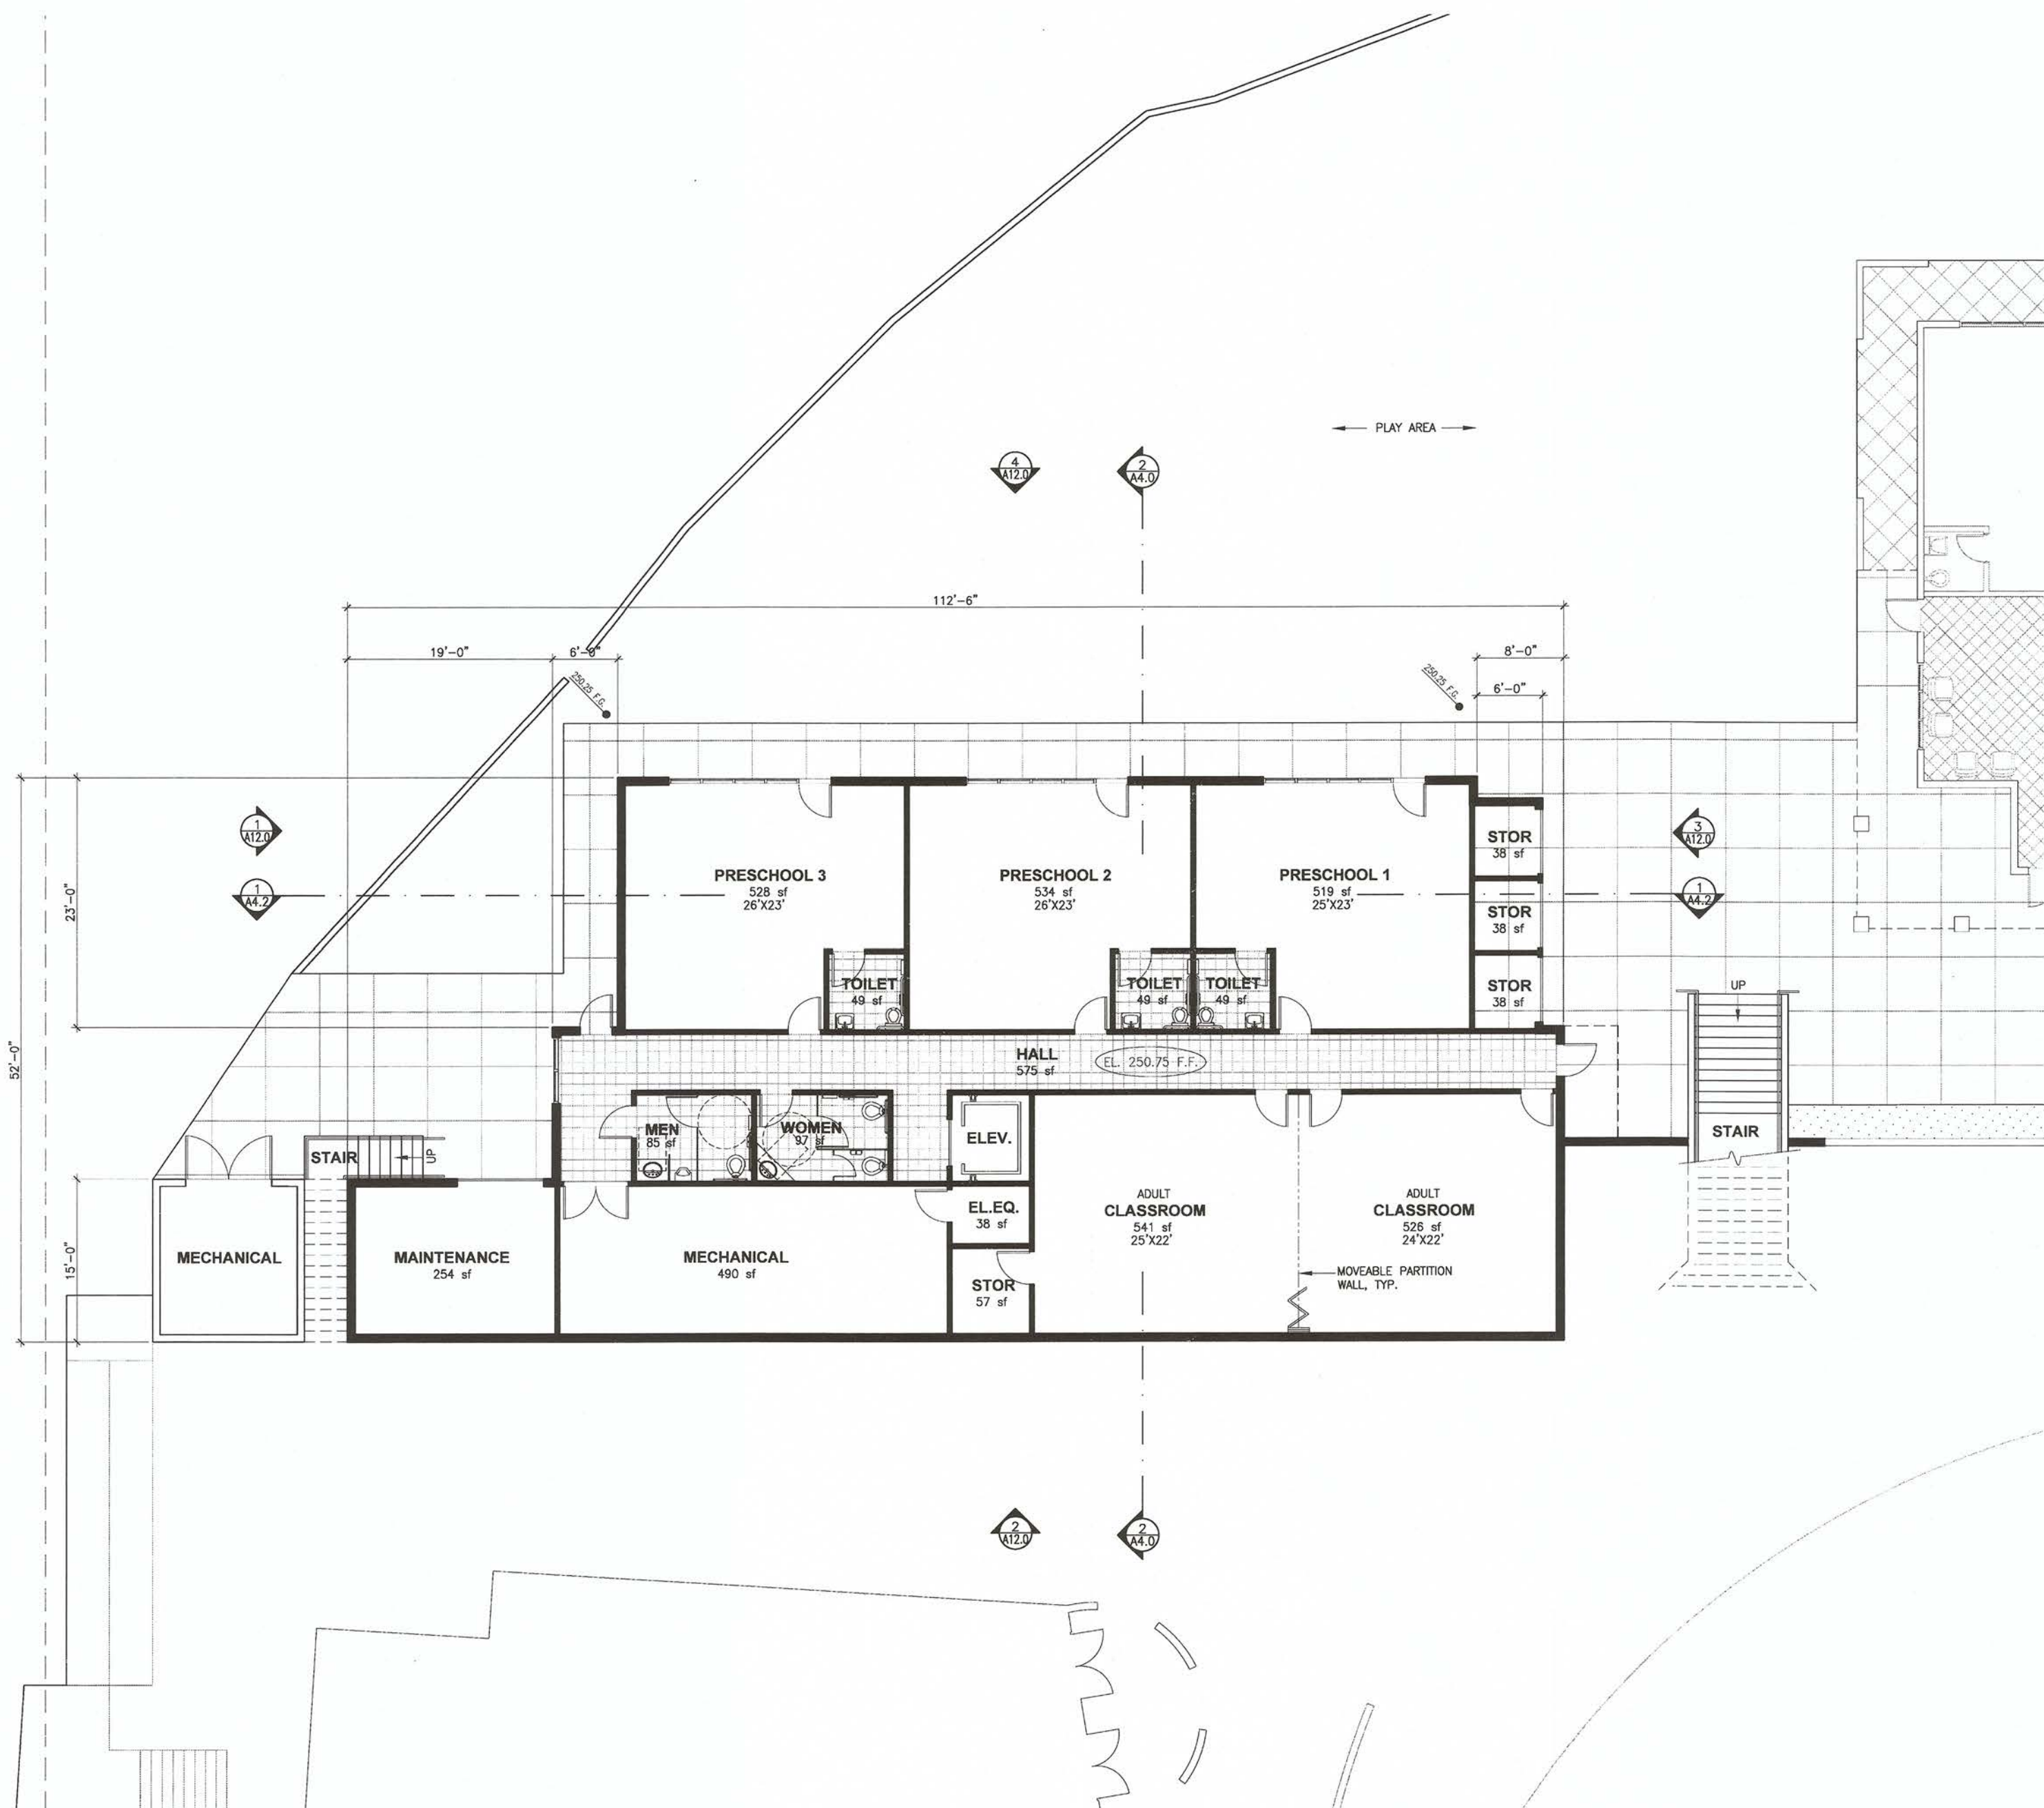 PLAY AREA
4
A12.0
2
A4.0
112'-6"
19'-0"
6'-0"
8'-0"
6'-0"
250.25 F.G.
250.25 F.G.
1
A12.0
3
A12.0
STOR
38 sf
PRESCHOOL 3
528 sf
26'X23'
PRESCHOOL 2
534 sf
26'X23'
PRESCHOOL 1
519 sf
25'X23'
1
A4.2
1
A4.2
23'-0"
STOR
38 sf
TOILET
49 sf
TOILET
49 sf
TOILET
49 sf
STOR
38 sf
UP
52'-0"
HALL
575 sf
EL. 250.75 F.F.
MEN
85 sf
WOMEN
97 sf
ELEV.
STAIR
STAIR
UP
ADULT
CLASSROOM
541 sf
25'X22'
ADULT
CLASSROOM
526 sf
24'X22'
EL.EQ.
38 sf
15'-0"
MECHANICAL
MAINTENANCE
254 sf
MECHANICAL
490 sf
MOVEABLE PARTITION
WALL, TYP.
STOR
57 sf
2
A12.0
2
A4.0